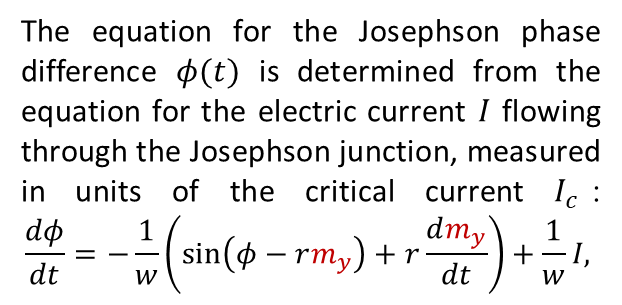 The equation for the Josephson phase
difference ϕ(t) is determined from the
equation for the electric current I flowing
through the Josephson junction, measured
in units of the critical current I_c :
dϕ/dt = −1/w (sin(ϕ − rm_y) + r dm_y/dt) + 1/w I,